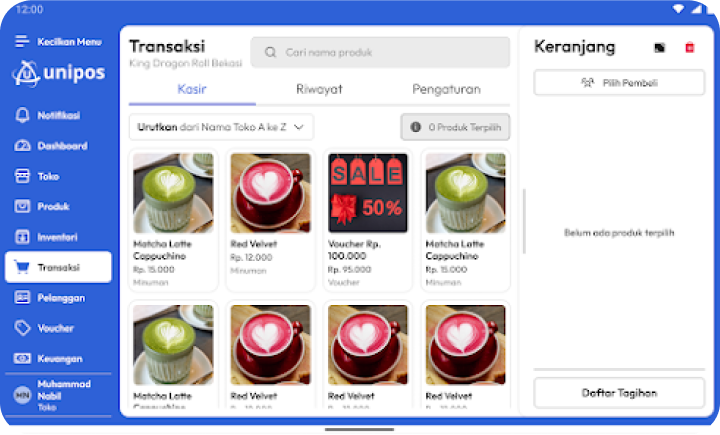 12:00
Kecilkan Menu
unipos
Notifikasi
Dashboard
Toko
Produk
Inventori
Transaksi
Pelanggan
Voucher
Keuangan
MN
Muhammad
Nabil
Toko
Transaksi
King Dragon Roll Bekasi
Cari nama produk
Kasir
Riwayat
Pengaturan
Urutkan dari Nama Toko A ke Z
0 Produk Terpilih
Matcha Latte
Cappuchino
Rp. 15.000
Minuman
Red Velvet
Rp. 12.000
Minuman
SALE
50%
Voucher Rp.
100.000
Rp. 95.000
Voucher
Matcha Latte
Cappuchino
Rp. 15.000
Minuman
Matcha Latte
Cappuchino
Red Velvet
Red Velvet
Red Velvet
Keranjang
Pilih Pembeli
Belum ada produk terpilih
Daftar Tagihan